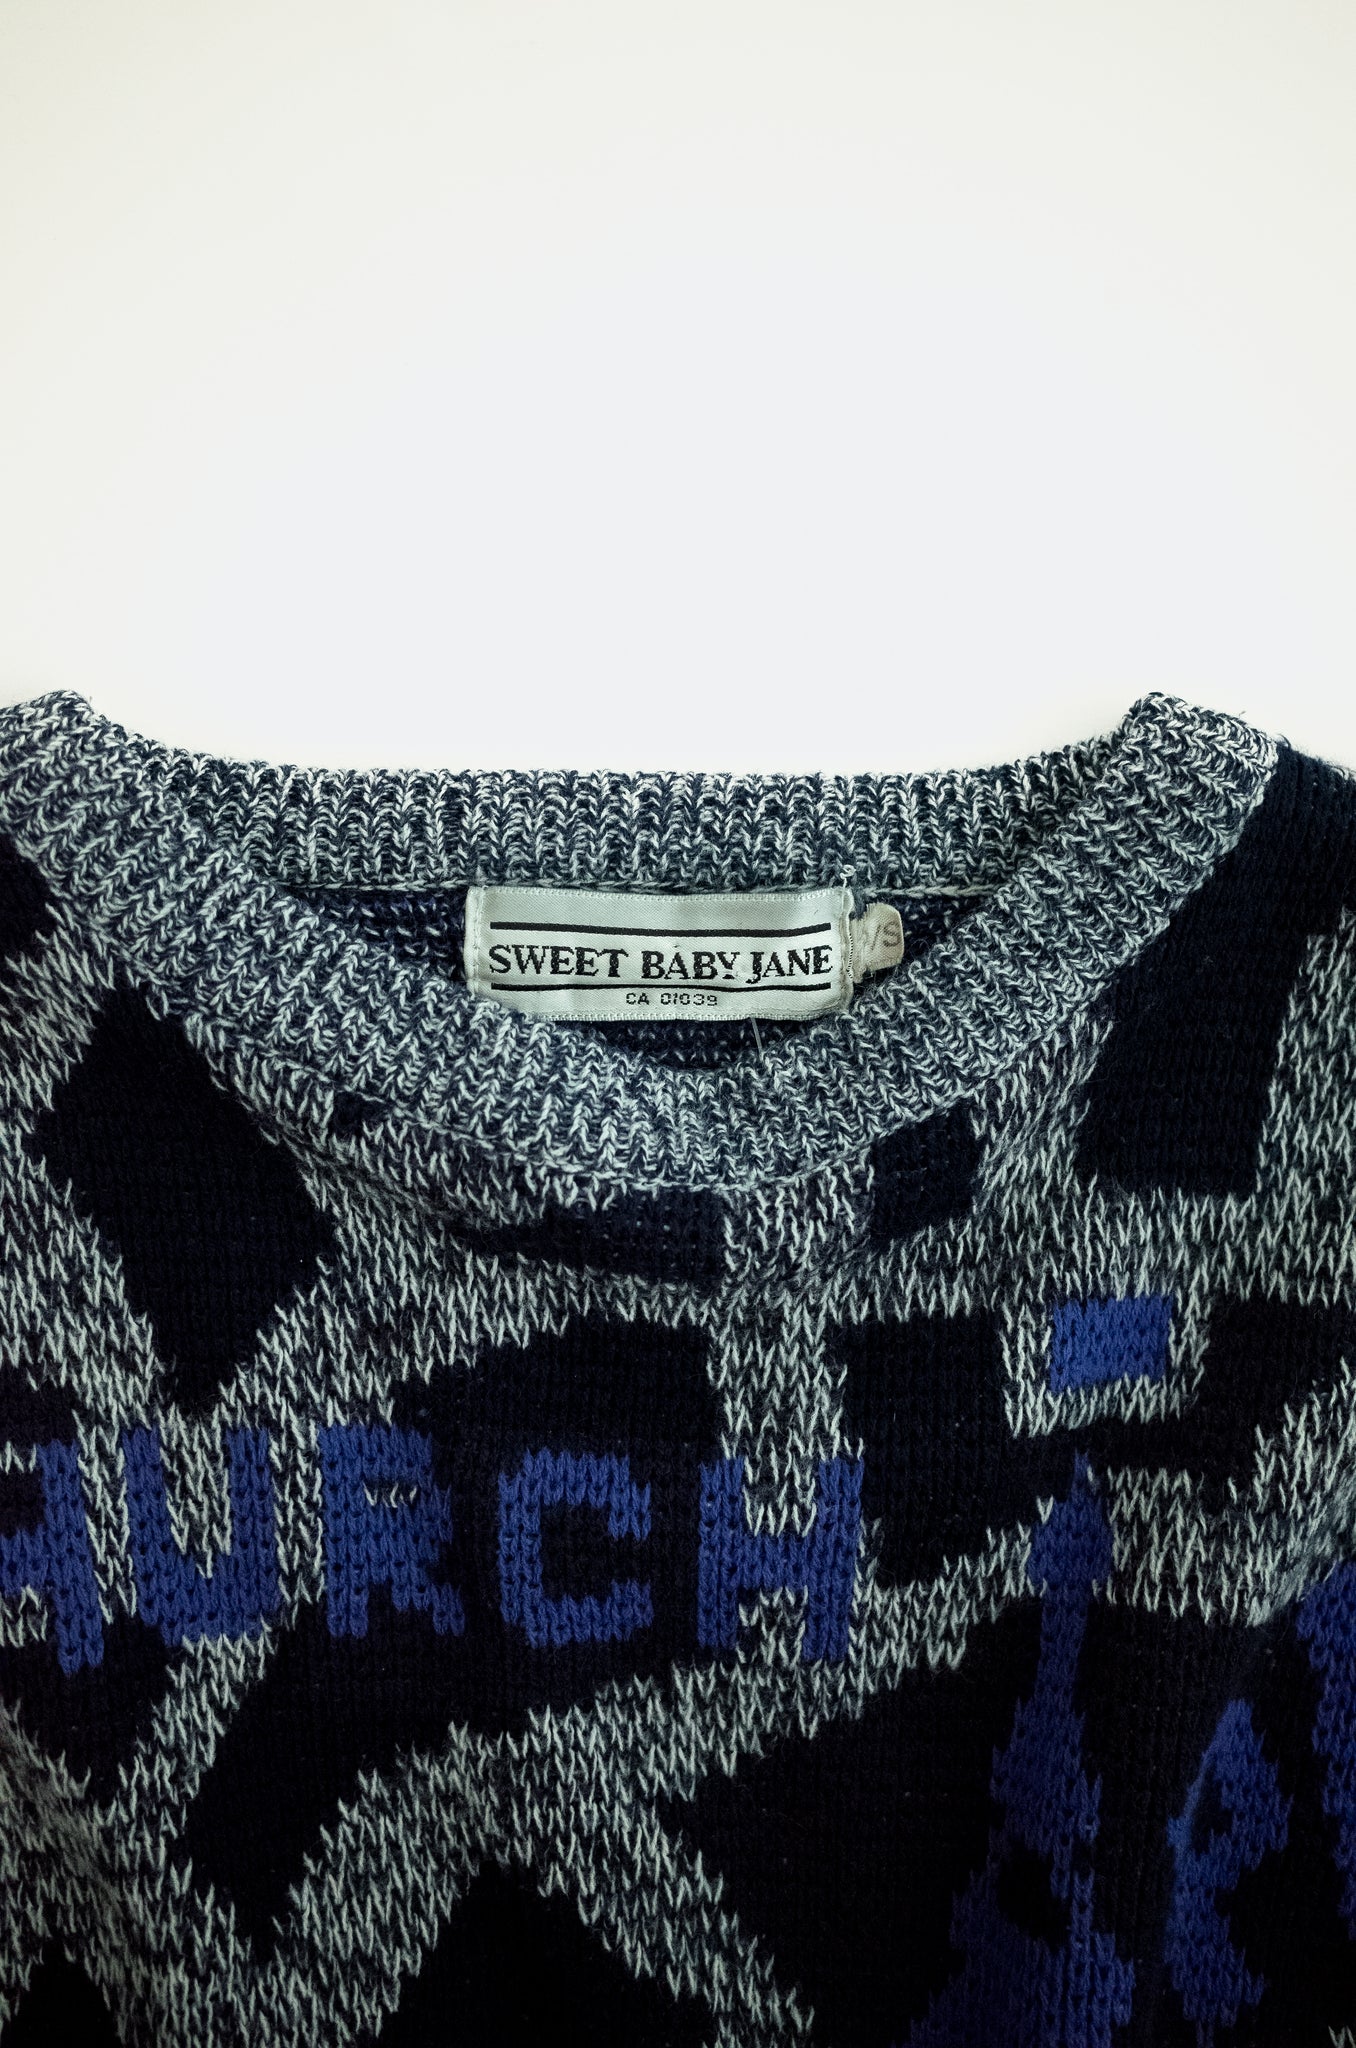 SWEET BABY JANE
CA 01039
/S
URCH